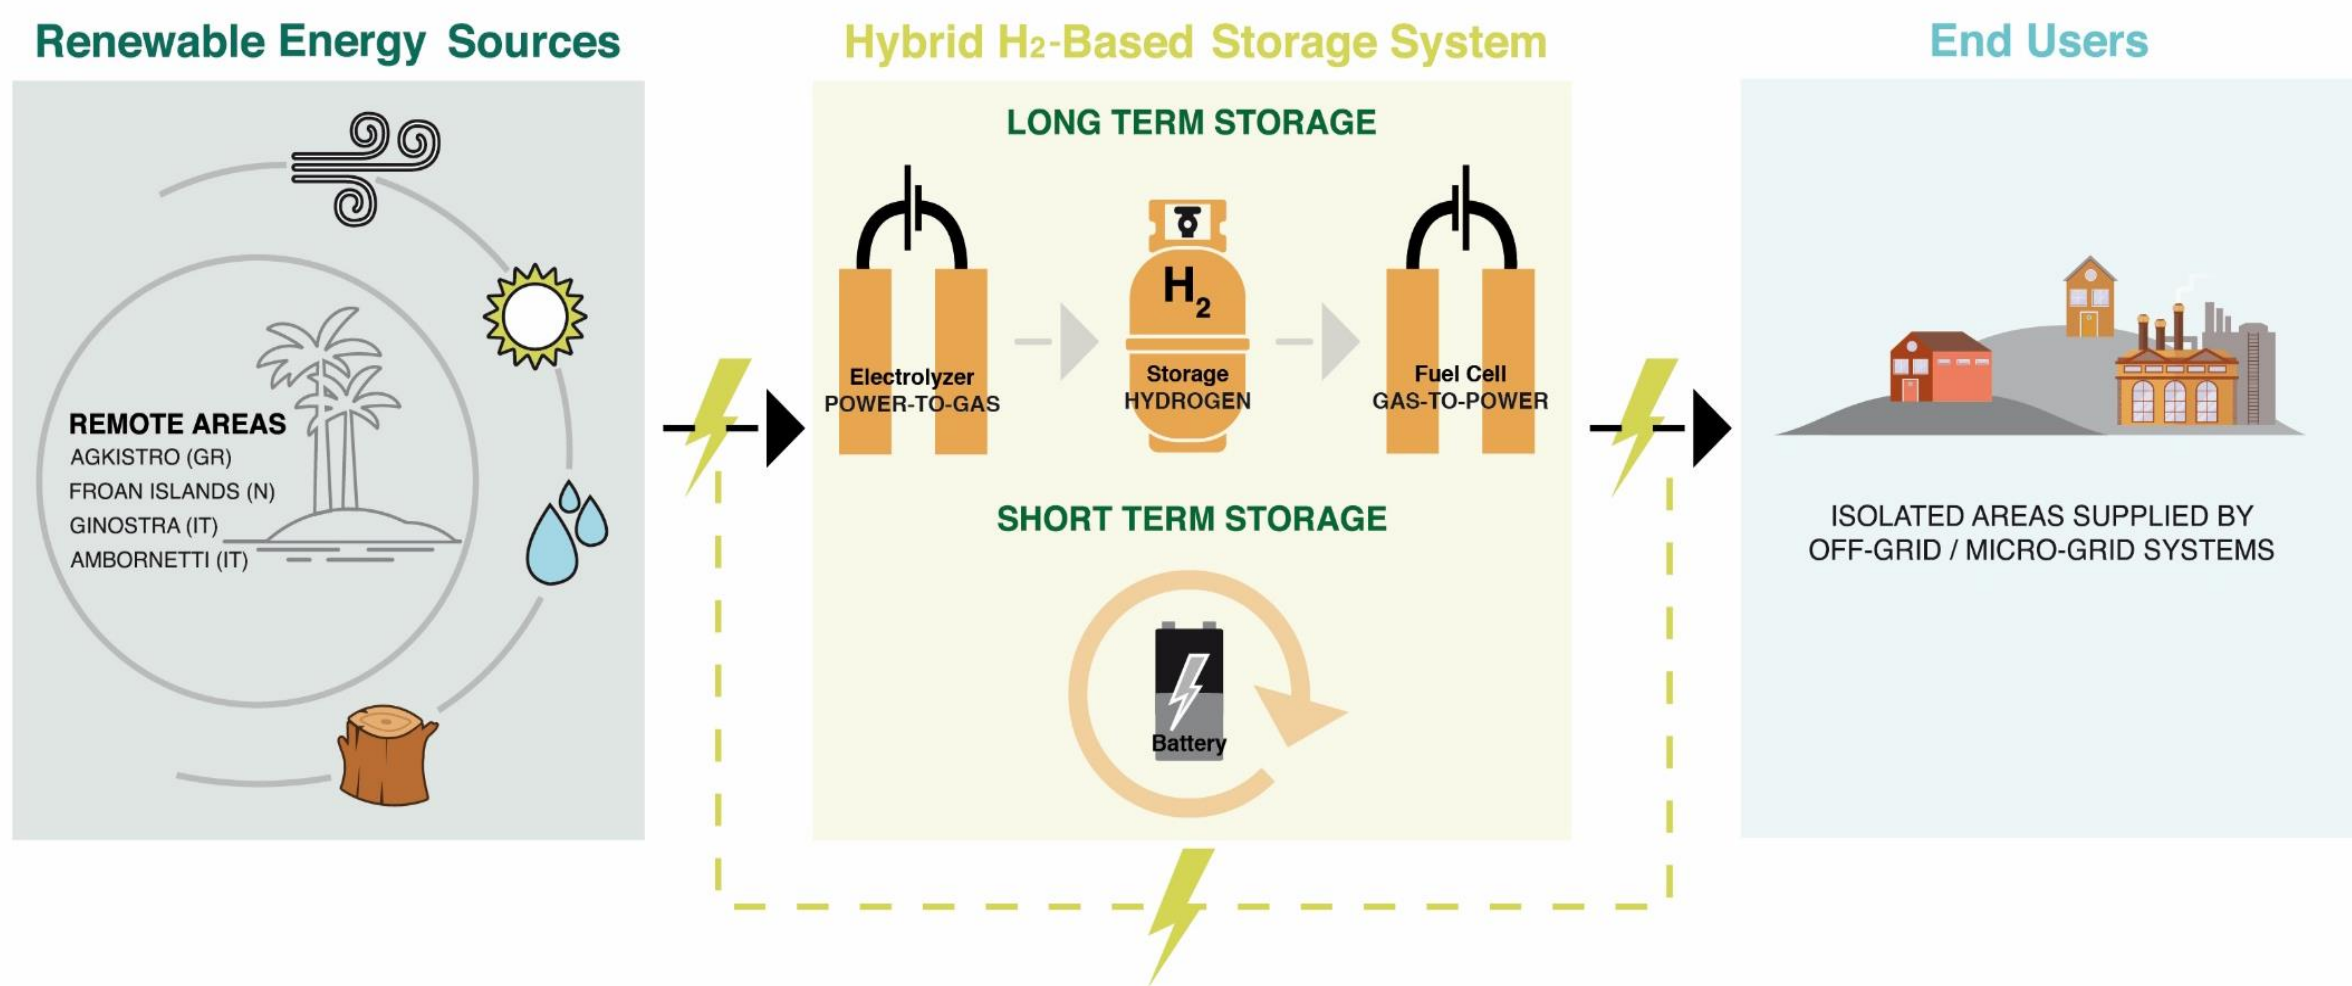 Renewable Energy Sources
REMOTE AREAS
AGKISTRO (GR)
FROAN ISLANDS (N)
GINOSTRA (IT)
AMBORNETTI (IT)
Hybrid H2-Based Storage System
LONG TERM STORAGE
Electrolyzer
POWER-TO-GAS
H2
Storage
HYDROGEN
Fuel Cell
GAS-TO-POWER
SHORT TERM STORAGE
Battery
End Users
ISOLATED AREAS SUPPLIED BY
OFF-GRID / MICRO-GRID SYSTEMS